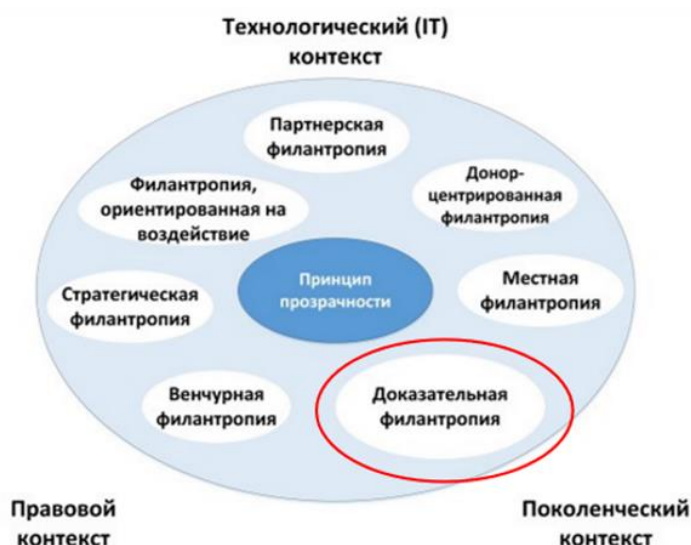 Технологический (IT)
контекст
Партнерская
филантропия
Донор-
центрированная
филантропия
Филантропия,
ориентированная на
воздействие
Принцип
прозрачности
Местная
филантропия
Стратегическая
филантропия
Венчурная
филантропия
Доказательная
филантропия
Правовой
контекст
Поколенческий
контекст